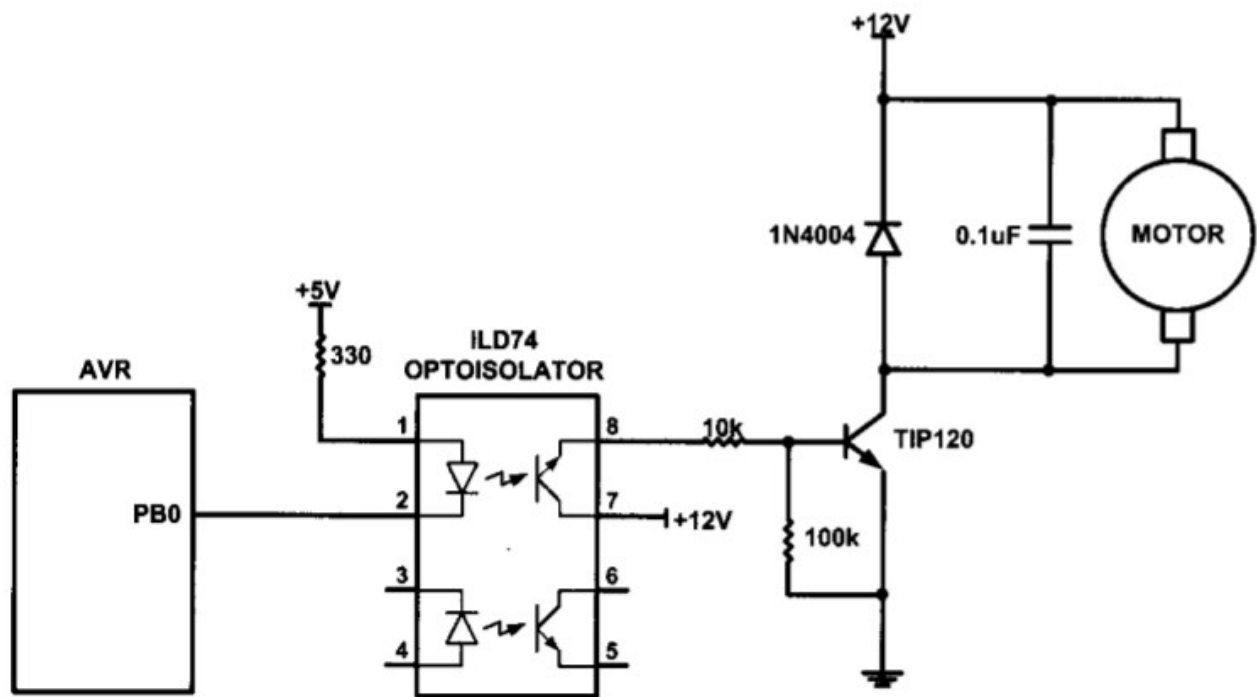 +12V
1N4004
0.1uF
MOTOR
+5V
330
ILD74
OPTOISOLATOR
AVR
1
8
10k
TIP120
PB0
2
7
+12V
100k
3
6
4
5